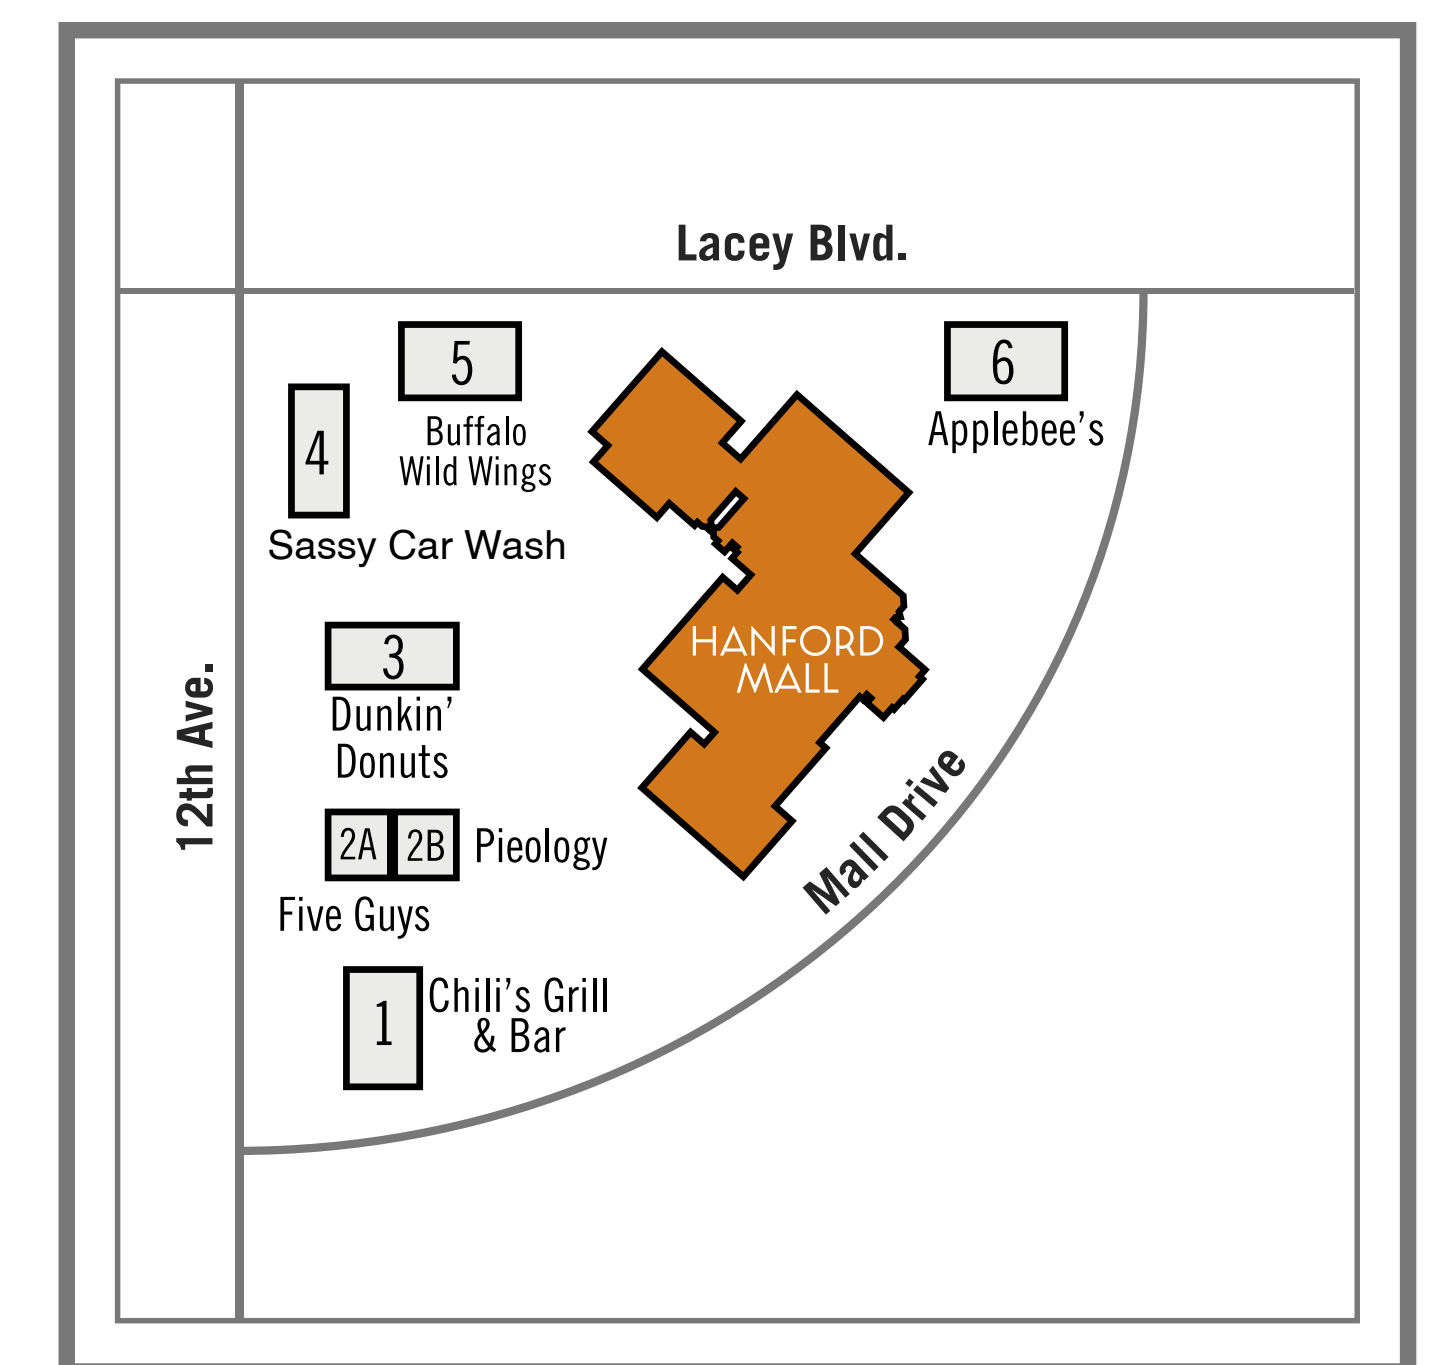 Lacey Blvd.
5
Buffalo
Wild Wings
6
Applebee's
4
Sassy Car Wash
HANFORD
MALL
3
Dunkin'
Donuts
12th Ave.
2A
2B
Pieology
Five Guys
Mall Drive
1
Chili's Grill
& Bar